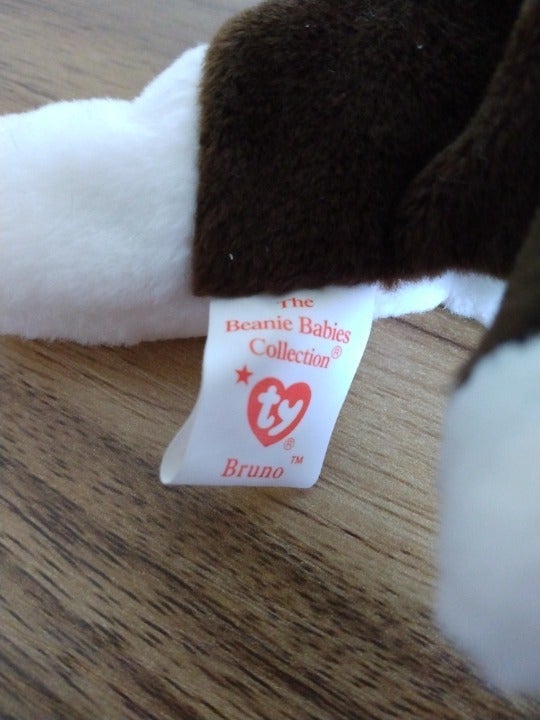 The
Beanie Babies
Collection®
ty®
Bruno™